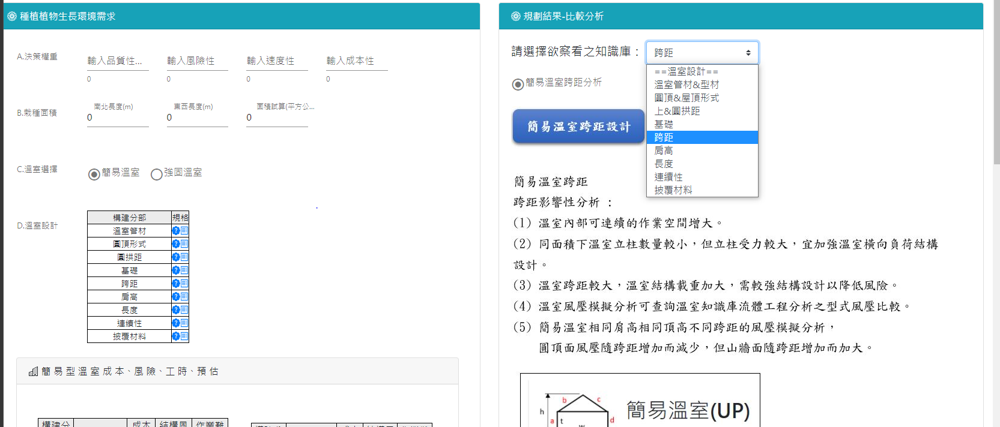 種植植物生長環境需求
A.決策權重
輸入品質性...
輸入風險性
輸入速度性
輸入成本性
0
0
0
0
B.栽種面積
南北長度(m)
東西長度(m)
面積試算(平方公...
0
0
0
C.溫室選擇
簡易溫室
強固溫室
D.溫室設計
構建分部 規格
溫室管材
圓頂形式
圓拱距
基礎
跨距
肩高
長度
連續性
披覆材料
簡易型溫室成本、風險、工時、預估
構建分
成本
結構風
作業難
規劃結果-比較分析
請選擇欲察看之知識庫：
跨距
==溫室設計==
溫室管材&型材
圓頂&屋頂形式
上&圓拱距
基礎
跨距
肩高
長度
連續性
披覆材料
簡易溫室跨距分析
簡易溫室跨距設計
簡易溫室跨距
跨距影響性分析 ：
(1) 溫室內部可連續的作業空間增大。
(2) 同面積下溫室立柱數量較小，但立柱受力較大，宜加強溫室橫向負荷結構
設計。
(3) 溫室跨距較大，溫室結構載重加大，需較強結構設計以降低風險。
(4) 溫室風壓模擬分析可查詢溫室知識庫流體工程分析之型式風壓比較。
(5) 簡易溫室相同肩高相同頂高不同跨距的風壓模擬分析，
圓頂面風壓隨跨距增加而減少，但山牆面隨跨距增加而加大。
b
c
h
a
t
d
w
簡易溫室(UP)